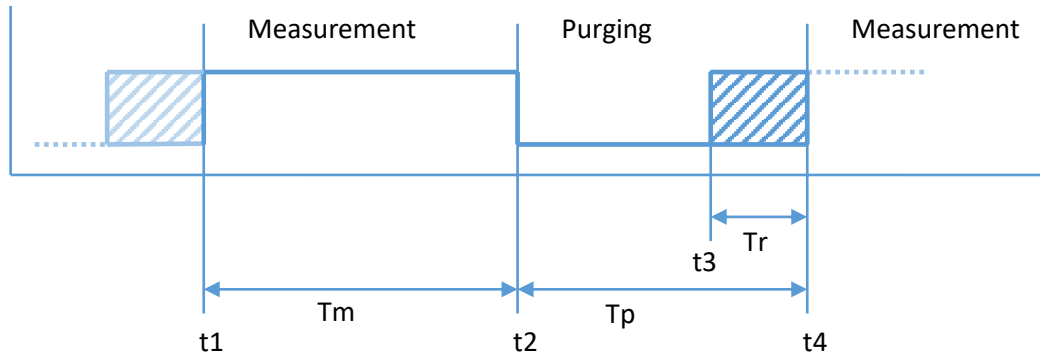 Measurement
Purging
Measurement
Tr
t3
Tm
Tp
t1
t2
t4